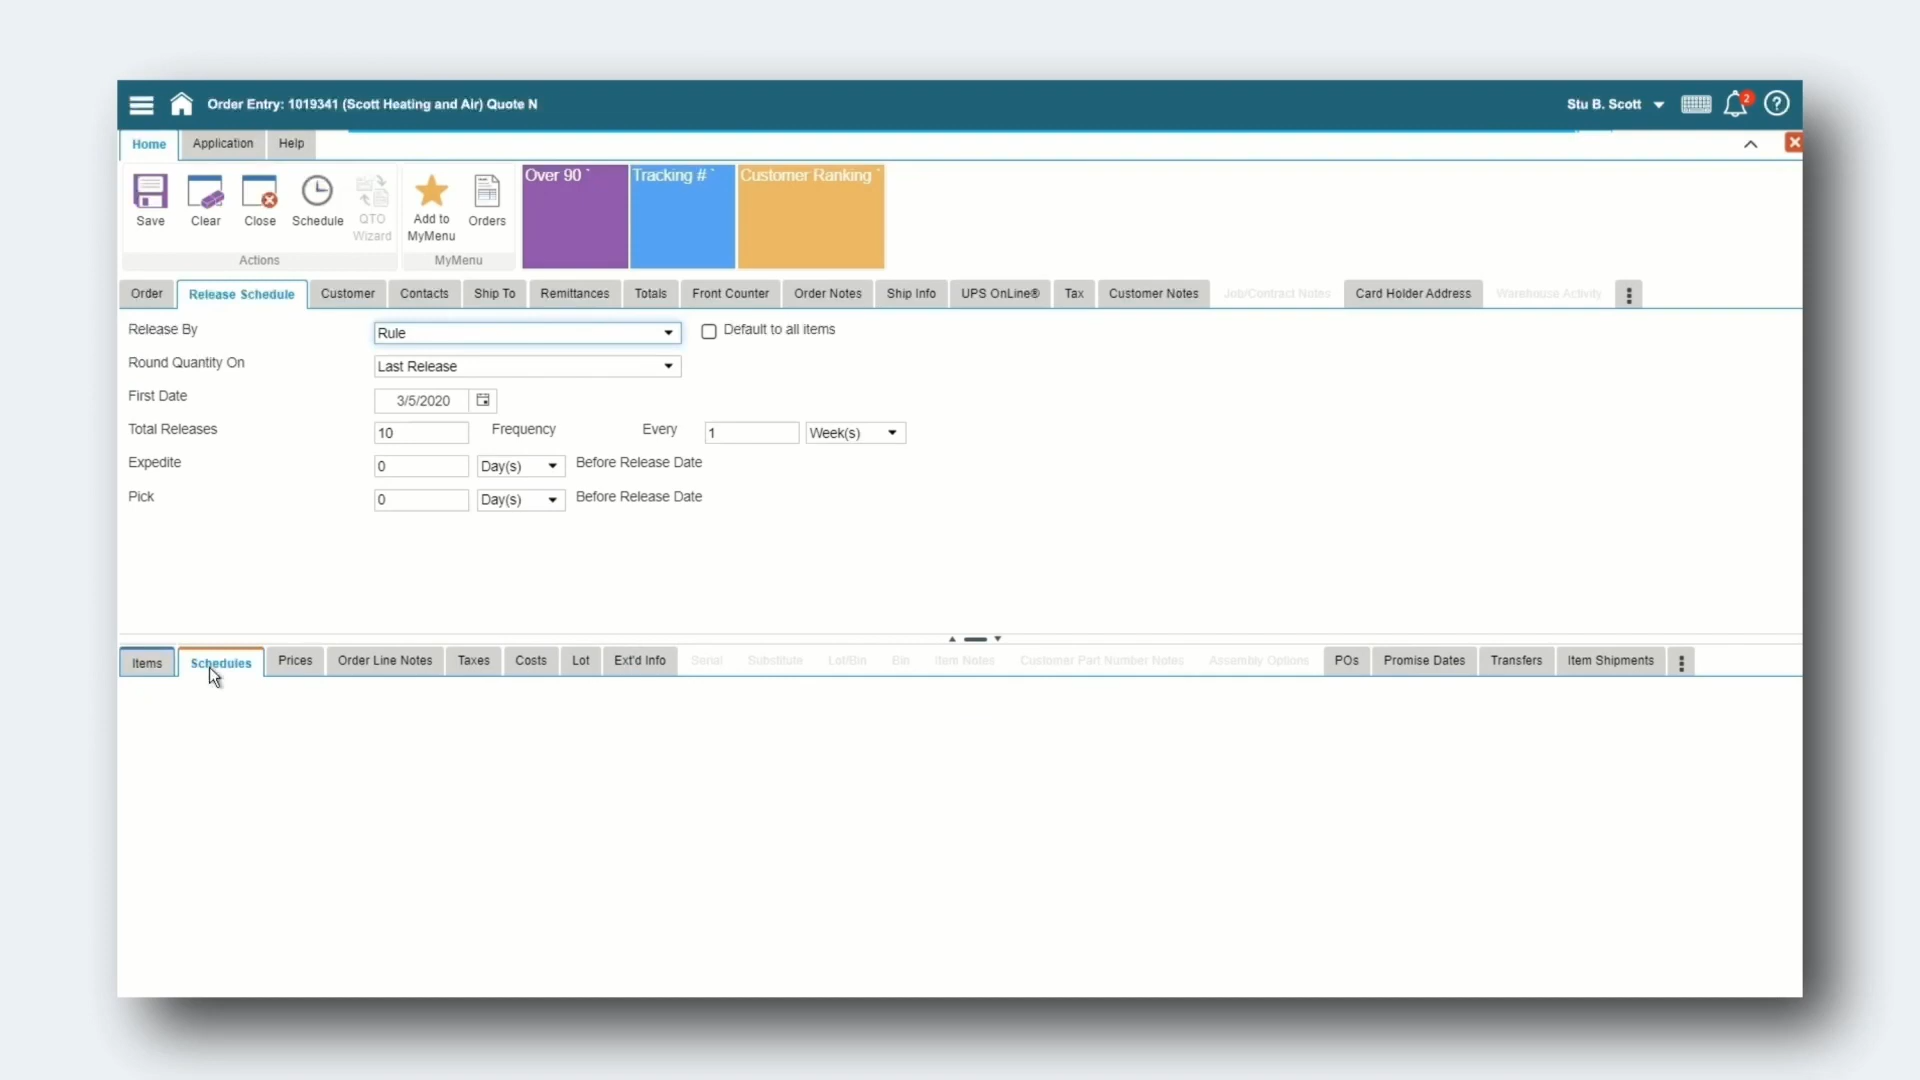 Order Entry: 1019341 (Scott Heating and Air) Quote N
Stu B. Scott
2
?
Home Application Help
Save Clear Close Schedule QTO Wizard
Add to MyMenu Orders
Over 90 `
Tracking # `
Customer Ranking `
Actions
MyMenu
Order Release Schedule Customer Contacts Ship To Remittances Totals Front Counter Order Notes Ship Info UPS OnLine® Tax Customer Notes Job/Contract Notes Card Holder Address Warehouse Activity
Release By Rule Default to all items
Round Quantity On Last Release
First Date 3/5/2020
Total Releases 10 Frequency Every 1 Week(s)
Expedite 0 Day(s) Before Release Date
Pick 0 Day(s) Before Release Date
Items Schedules Prices Order Line Notes Taxes Costs Lot Ext'd Info Serial Substitute Lot/Bin Bin Item Notes Customer Part Number Notes Assembly Options POs Promise Dates Transfers Item Shipments